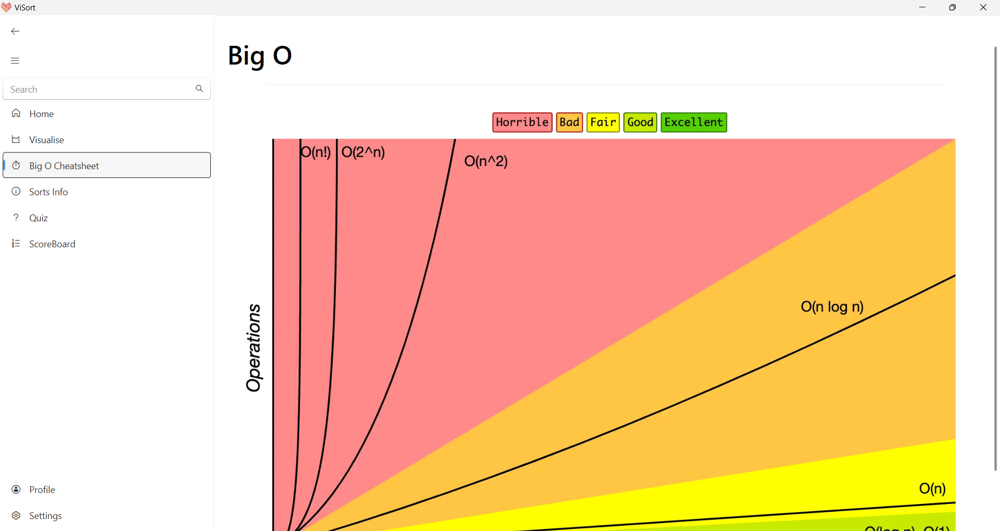 ViSort
Search
Home
Visualise
Big O Cheatsheet
Sorts Info
? Quiz
ScoreBoard
Profile
Settings
Big O
Horrible Bad Fair Good Excellent
O(n!) O(2^n)
O(n^2)
O(n log n)
Operations
O(n)
O(log n), O(1)